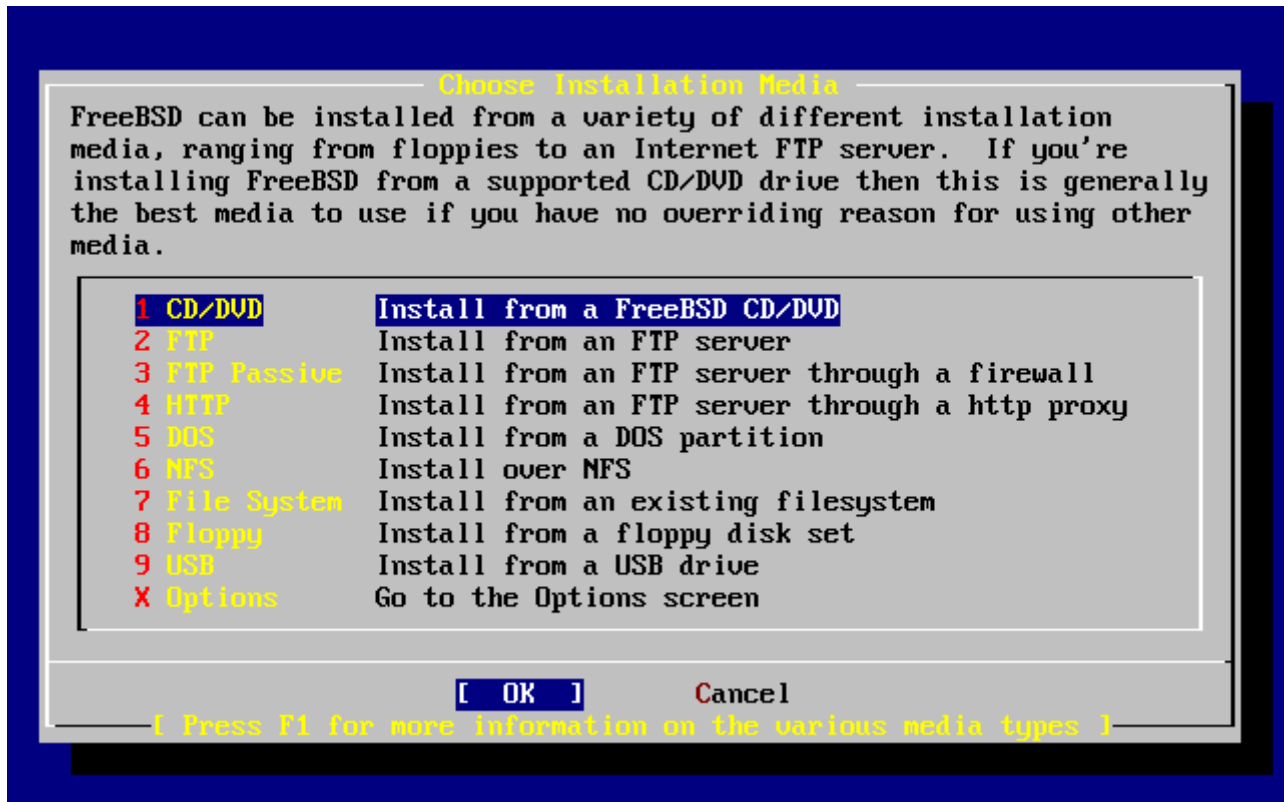 Choose Installation Media
FreeBSD can be installed from a variety of different installation
media, ranging from floppies to an Internet FTP server.  If you're
installing FreeBSD from a supported CD/DVD drive then this is generally
the best media to use if you have no overriding reason for using other
media.
1 CD/DVD Install from a FreeBSD CD/DVD
2 FTP Install from an FTP server
3 FTP Passive Install from an FTP server through a firewall
4 HTTP Install from an FTP server through a http proxy
5 DOS Install from a DOS partition
6 NFS Install over NFS
7 File System Install from an existing filesystem
8 Floppy Install from a floppy disk set
9 USB Install from a USB drive
X Options Go to the Options screen
[ OK ] Cancel
[ Press F1 for more information on the various media types ]